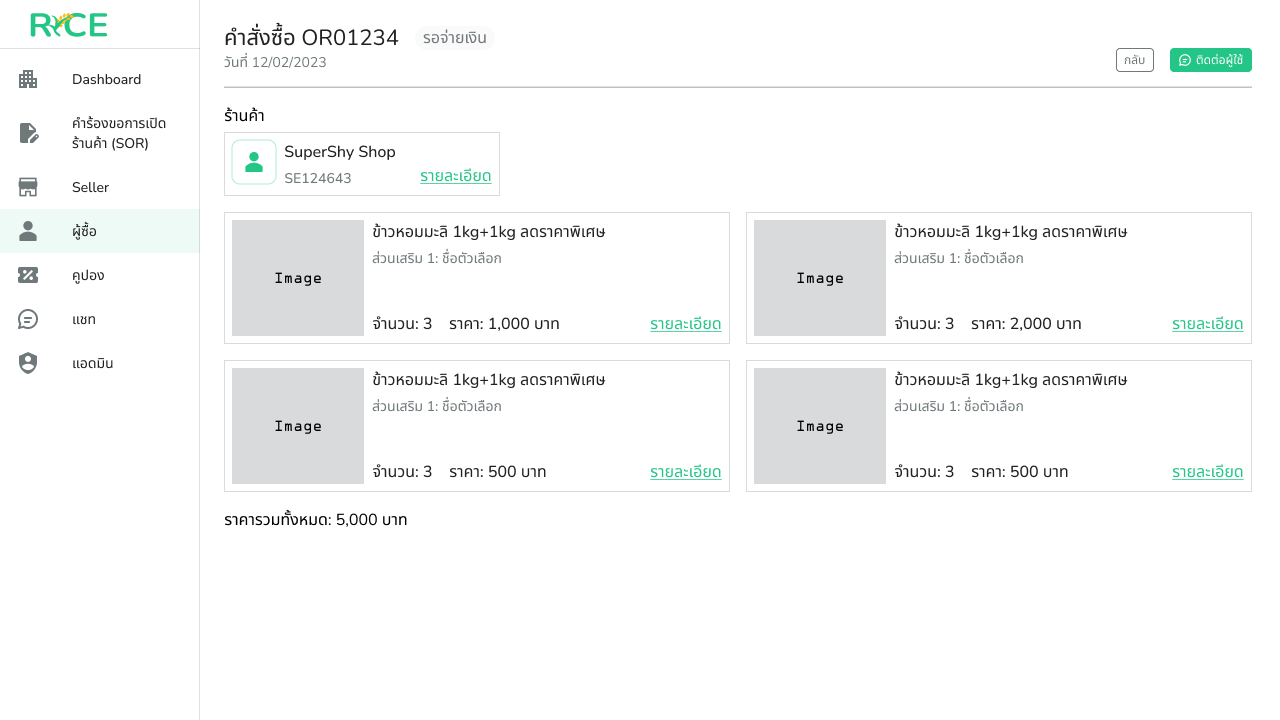 RYCE
Dashboard
คำร้องขอการเปิด
ร้านค้า (SOR)
Seller
ผู้ซื้อ
คูปอง
แชท
แอดมิน
คำสั่งซื้อ OR01234 รอจ่ายเงิน
วันที่ 12/02/2023
กลับ ติดต่อผู้ใช้
ร้านค้า
SuperShy Shop
SE124643 รายละเอียด
Image
ข้าวหอมมะลิ 1kg+1kg ลดราคาพิเศษ
ส่วนเสริม 1: ชื่อตัวเลือก
จำนวน: 3 ราคา: 1,000 บาท รายละเอียด
Image
ข้าวหอมมะลิ 1kg+1kg ลดราคาพิเศษ
ส่วนเสริม 1: ชื่อตัวเลือก
จำนวน: 3 ราคา: 2,000 บาท รายละเอียด
Image
ข้าวหอมมะลิ 1kg+1kg ลดราคาพิเศษ
ส่วนเสริม 1: ชื่อตัวเลือก
จำนวน: 3 ราคา: 500 บาท รายละเอียด
Image
ข้าวหอมมะลิ 1kg+1kg ลดราคาพิเศษ
ส่วนเสริม 1: ชื่อตัวเลือก
จำนวน: 3 ราคา: 500 บาท รายละเอียด
ราคารวมทั้งหมด: 5,000 บาท